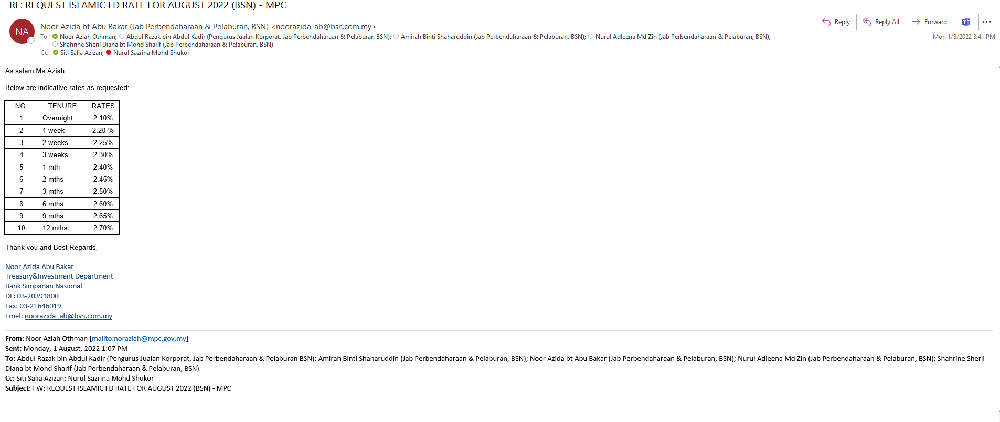 RE: REQUEST ISLAMIC FD RATE FOR AUGUST 2022 (BSN) - MPC
NA
Noor Azida bt Abu Bakar (Jab Perbendaharaan & Pelaburan, BSN) <noorazida_ab@bsn.com.my>
Reply Reply All Forward
To Noor Aziah Othman; Abdul Razak bin Abdul Kadir (Pengurus Jualan Korporat, Jab Perbendaharaan & Pelaburan BSN); Amirah Binti Shaharuddin (Jab Perbendaharaan & Pelaburan, BSN); Nurul Adleena Md Zin (Jab Perbendaharaan & Pelaburan, BSN);
Mon 1/8/2022 3:41 PM
Shahrine Sheril Diana bt Mohd Sharif (Jab Perbendaharaan & Pelaburan, BSN)
Cc Siti Salia Azizan; Nurul Sazrina Mohd Shukor
As salam Ms Aziah,
Below are indicative rates as requested:-
NO. TENURE RATES
1 Overnight 2.10%
2 1 week 2.20 %
3 2 weeks 2.25%
4 3 weeks 2.30%
5 1 mth 2.40%
6 2 mths 2.45%
7 3 mths 2.50%
8 6 mths 2.60%
9 9 mths 2.65%
10 12 mths 2.70%
Thank you and Best Regards,
Noor Azida Abu Bakar
Treasury&Investment Department
Bank Simpanan Nasional
DL: 03-20391800
Fax: 03-21646019
Emel: noorazida_ab@bsn.com.my
From: Noor Aziah Othman [mailto:noraziah@mpc.gov.my]
Sent: Monday, 1 August, 2022 1:07 PM
To: Abdul Razak bin Abdul Kadir (Pengurus Jualan Korporat, Jab Perbendaharaan & Pelaburan BSN); Amirah Binti Shaharuddin (Jab Perbendaharaan & Pelaburan, BSN); Noor Azida bt Abu Bakar (Jab Perbendaharaan & Pelaburan, BSN); Nurul Adleena Md Zin (Jab Perbendaharaan & Pelaburan, BSN); Shahrine Sheril
Diana bt Mohd Sharif (Jab Perbendaharaan & Pelaburan, BSN)
Cc: Siti Salia Azizan; Nurul Sazrina Mohd Shukor
Subject: FW: REQUEST ISLAMIC FD RATE FOR AUGUST 2022 (BSN) - MPC